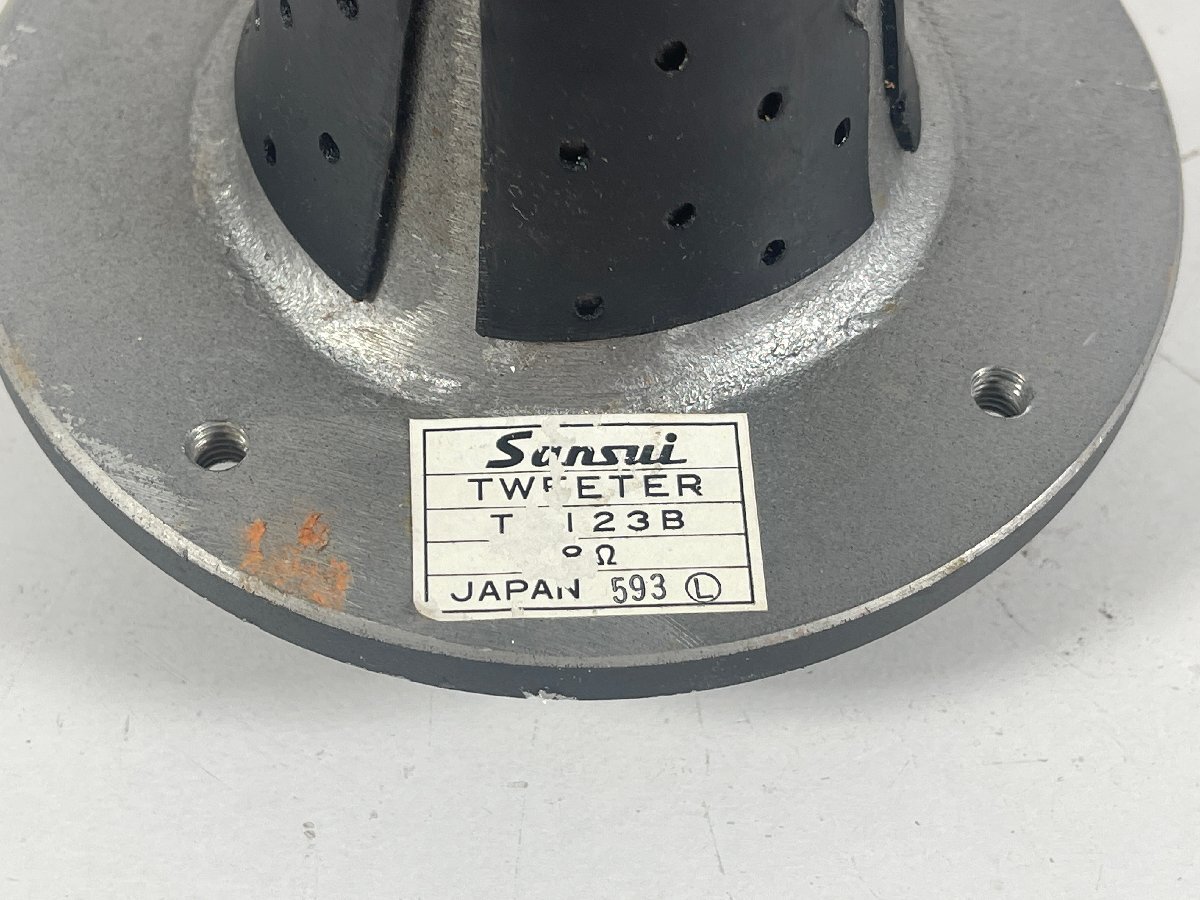 Sansui
TWEETER
T 123B
Ω
JAPAN 593 Ⓛ